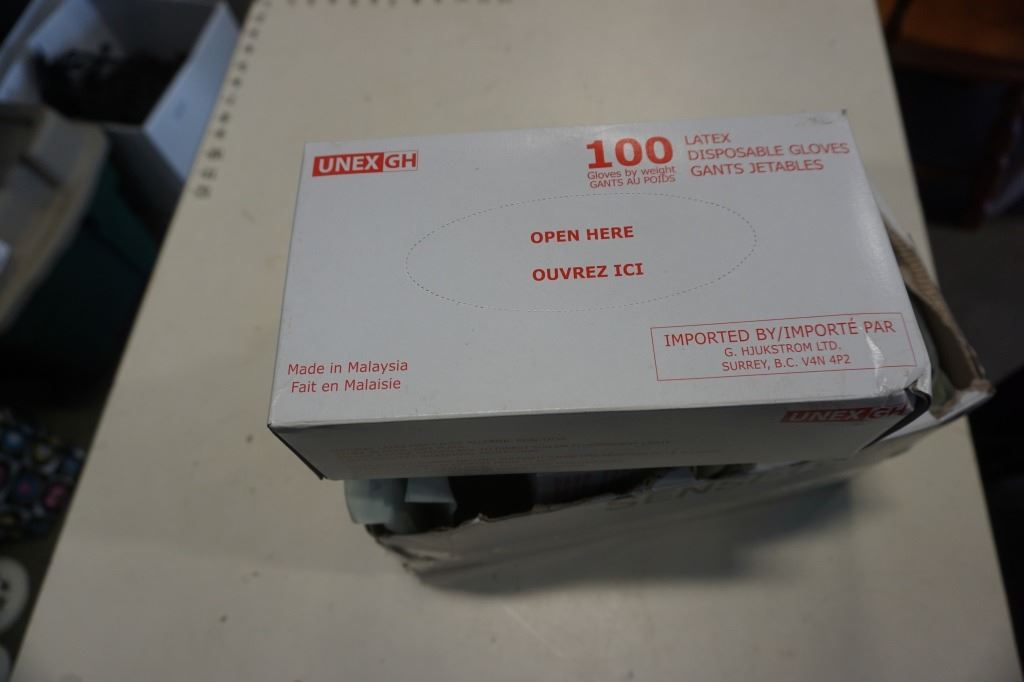 UNEX GH
100
Gloves by weight
GANTS AU POIDS
LATEX
DISPOSABLE GLOVES
GANTS JETABLES
OPEN HERE
OUVREZ ICI
Made in Malaysia
Fait en Malaisie
IMPORTED BY/IMPORTÉ PAR
G. HJUKSTROM LTD.
SURREY, B.C. V4N 4P2
UNEX GH